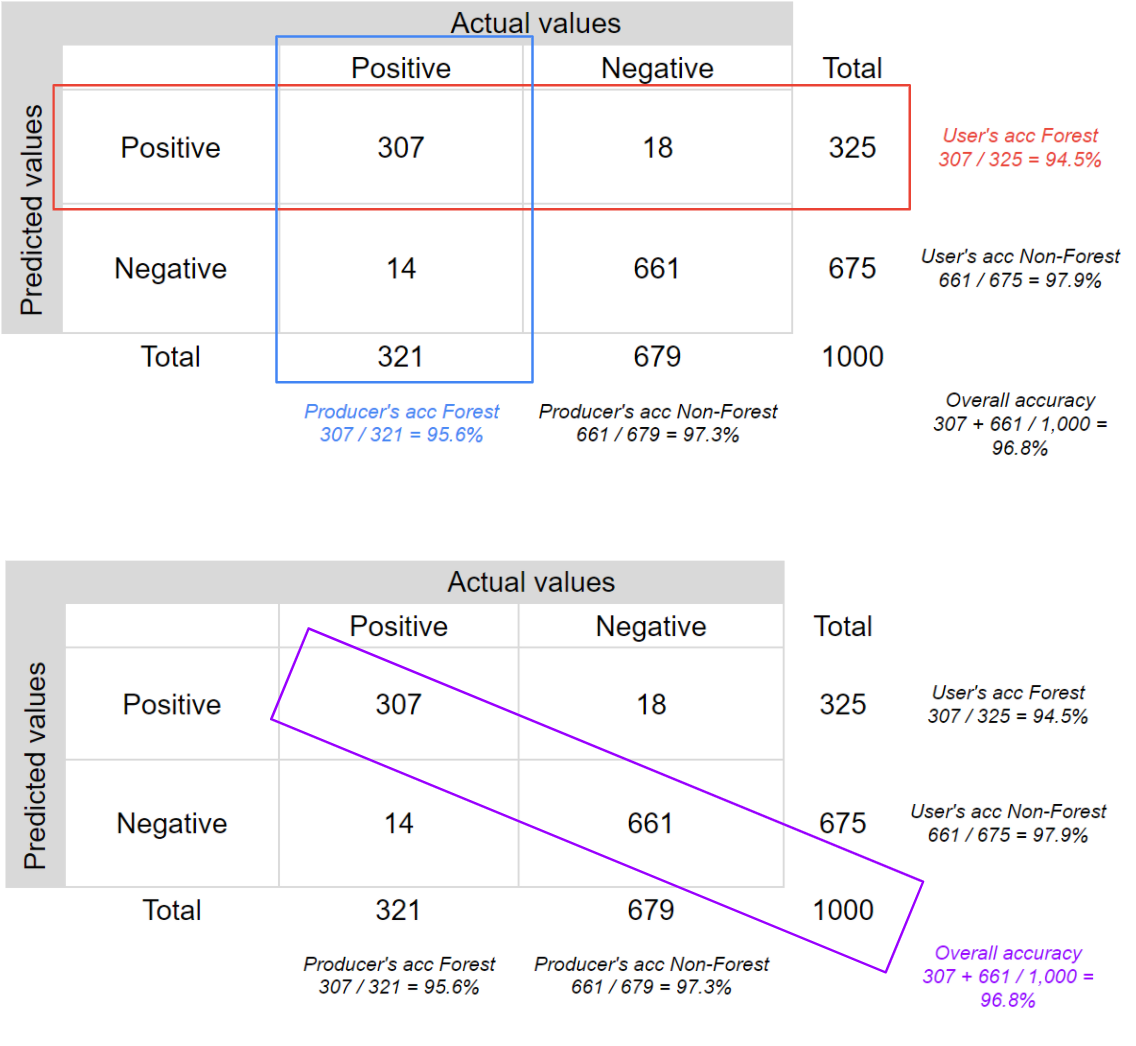 Actual values
Positive Negative Total
Predicted values
Positive 307 18 325
User's acc Forest
307 / 325 = 94.5%
Negative 14 661 675
User's acc Non-Forest
661 / 675 = 97.9%
Total 321 679 1000
Producer's acc Forest
307 / 321 = 95.6%
Producer's acc Non-Forest
661 / 679 = 97.3%
Overall accuracy
307 + 661 / 1,000 =
96.8%
Actual values
Positive Negative Total
Predicted values
Positive 307 18 325
User's acc Forest
307 / 325 = 94.5%
Negative 14 661 675
User's acc Non-Forest
661 / 675 = 97.9%
Total 321 679 1000
Producer's acc Forest
307 / 321 = 95.6%
Producer's acc Non-Forest
661 / 679 = 97.3%
Overall accuracy
307 + 661 / 1,000 =
96.8%